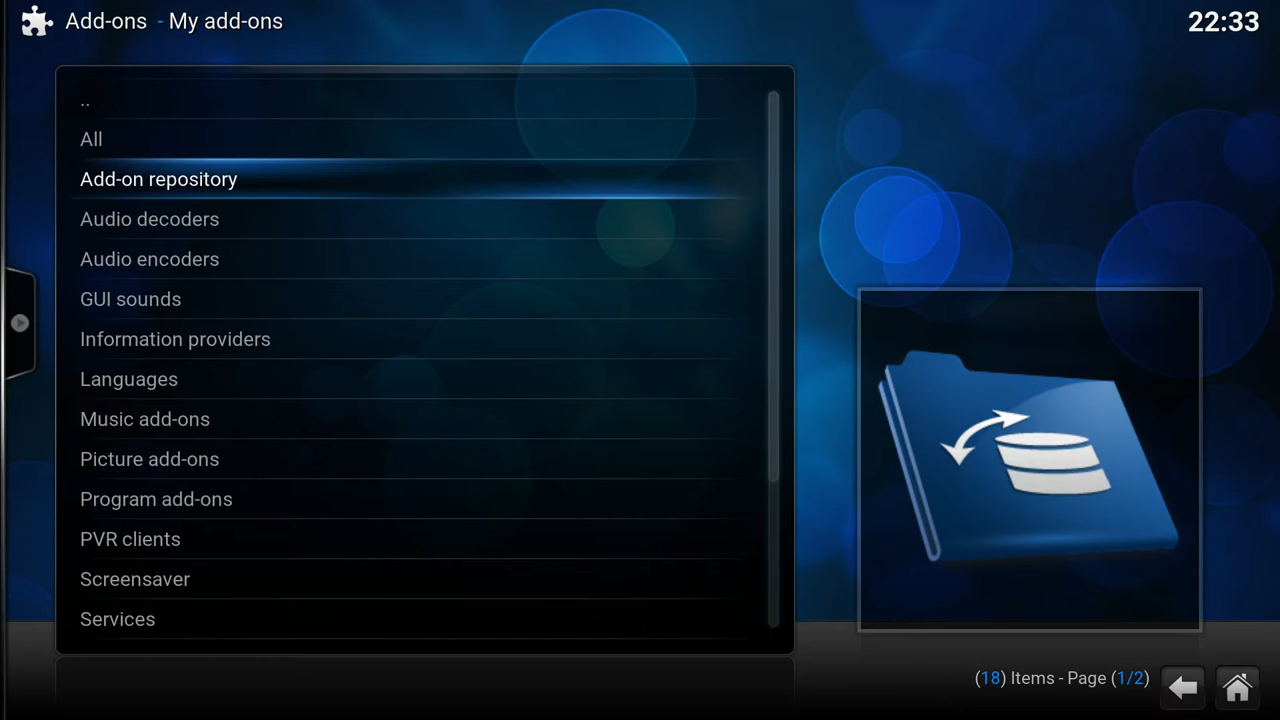 Add-ons - My add-ons
22:33
..
All
Add-on repository
Audio decoders
Audio encoders
GUI sounds
Information providers
Languages
Music add-ons
Picture add-ons
Program add-ons
PVR clients
Screensaver
Services
(18) Items - Page (1/2)